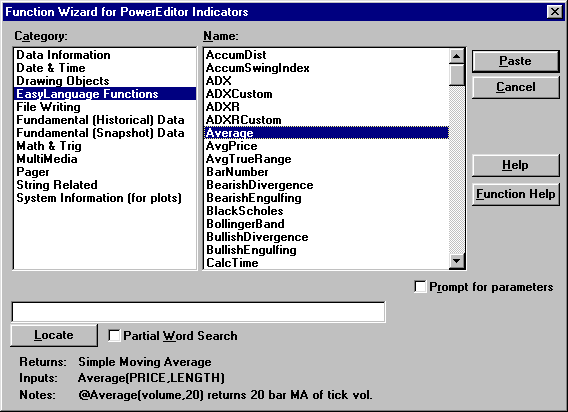 Function Wizard for PowerEditor Indicators
Category:
Data Information
Date & Time
Drawing Objects
EasyLanguage Functions
File Writing
Fundamental (Historical) Data
Fundamental (Snapshot) Data
Math & Trig
MultiMedia
Pager
String Related
System Information (for plots)
Name:
AccumDist
AccumSwingIndex
ADX
ADXCustom
ADXR
ADXRCustom
Average
AvgPrice
AvgTrueRange
BarNumber
BearishDivergence
BearishEngulfing
BlackScholes
BollingerBand
BullishDivergence
BullishEngulfing
CalcTime
Paste
Cancel
Help
Function Help
Prompt for parameters
Locate
Partial Word Search
Returns: Simple Moving Average
Inputs: Average(PRICE,LENGTH)
Notes: @Average(volume,20) returns 20 bar MA of tick vol.